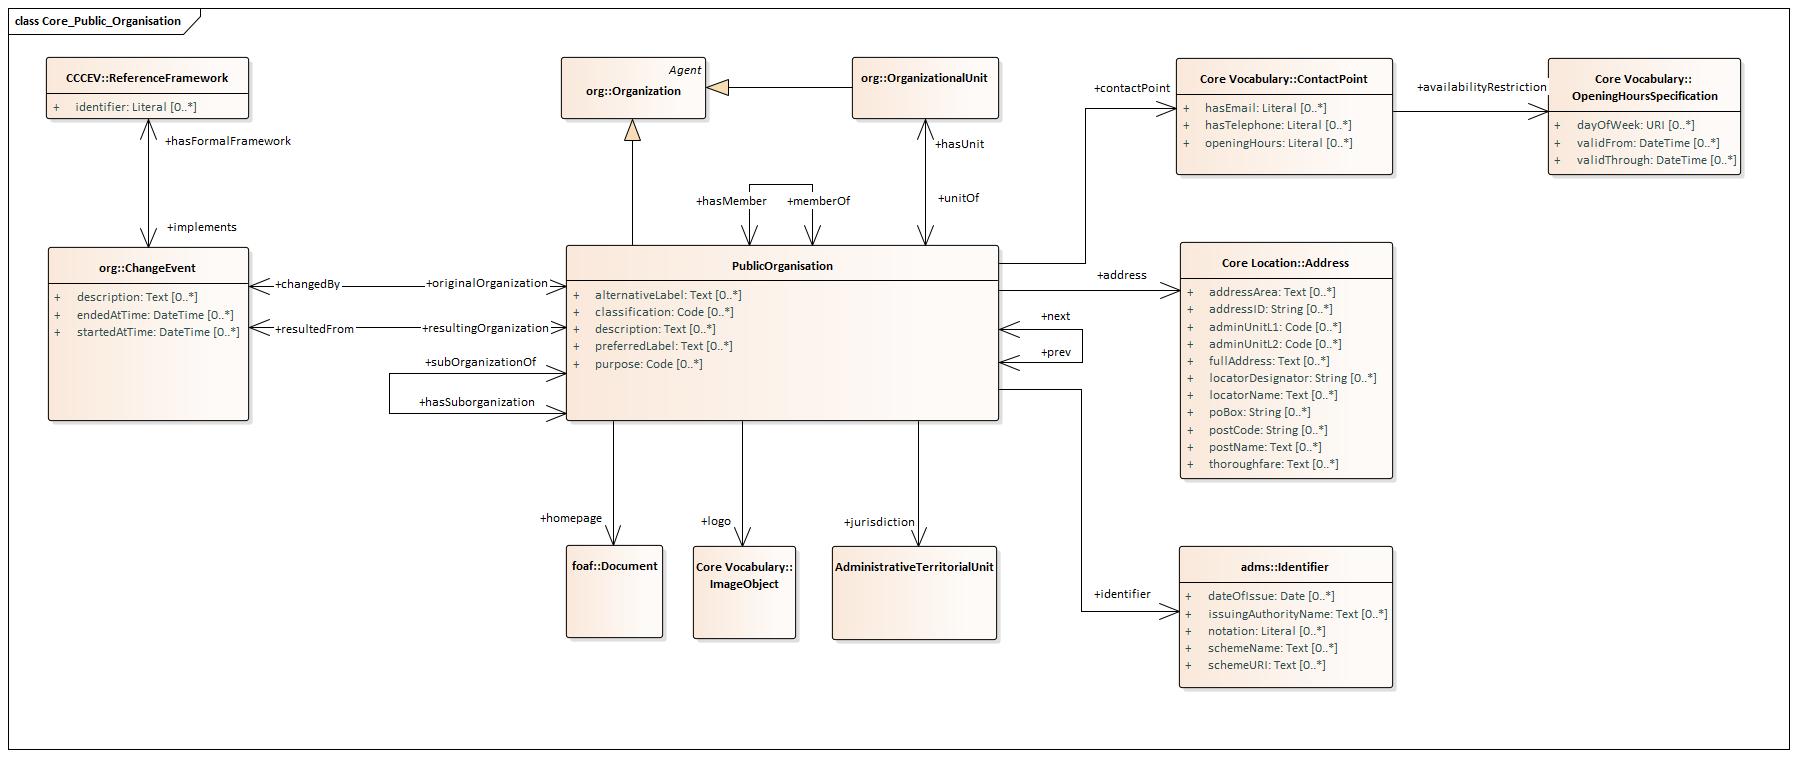 class Core_Public_Organisation
CCCEV::ReferenceFramework
+ identifier: Literal [0..*]
+hasFormalFramework
+implements
org::ChangeEvent
+ description: Text [0..*]
+ endedAtTime: DateTime [0..*]
+ startedAtTime: DateTime [0..*]
+changedBy
+originalOrganization
+resultedFrom
+resultingOrganization
+subOrganizationOf
+hasSuborganization
Agent
org::Organization
org::OrganizationalUnit
+hasUnit
+unitOf
+hasMember
+memberOf
PublicOrganisation
+ alternativeLabel: Text [0..*]
+ classification: Code [0..*]
+ description: Text [0..*]
+ preferredLabel: Text [0..*]
+ purpose: Code [0..*]
+next
+prev
+homepage
+logo
+jurisdiction
foaf::Document
Core Vocabulary::
ImageObject
AdministrativeTerritorialUnit
+contactPoint
Core Vocabulary::ContactPoint
+ hasEmail: Literal [0..*]
+ hasTelephone: Literal [0..*]
+ openingHours: Literal [0..*]
+availabilityRestriction
Core Vocabulary::
OpeningHoursSpecification
+ dayOfWeek: URI [0..*]
+ validFrom: DateTime [0..*]
+ validThrough: DateTime [0..*]
+address
Core Location::Address
+ addressArea: Text [0..*]
+ addressID: String [0..*]
+ adminUnitL1: Code [0..*]
+ adminUnitL2: Code [0..*]
+ fullAddress: Text [0..*]
+ locatorDesignator: String [0..*]
+ locatorName: Text [0..*]
+ poBox: String [0..*]
+ postCode: String [0..*]
+ postName: Text [0..*]
+ thoroughfare: Text [0..*]
+identifier
adms::Identifier
+ dateOfIssue: Date [0..*]
+ issuingAuthorityName: Text [0..*]
+ notation: Literal [0..*]
+ schemeName: Text [0..*]
+ schemeURI: Text [0..*]